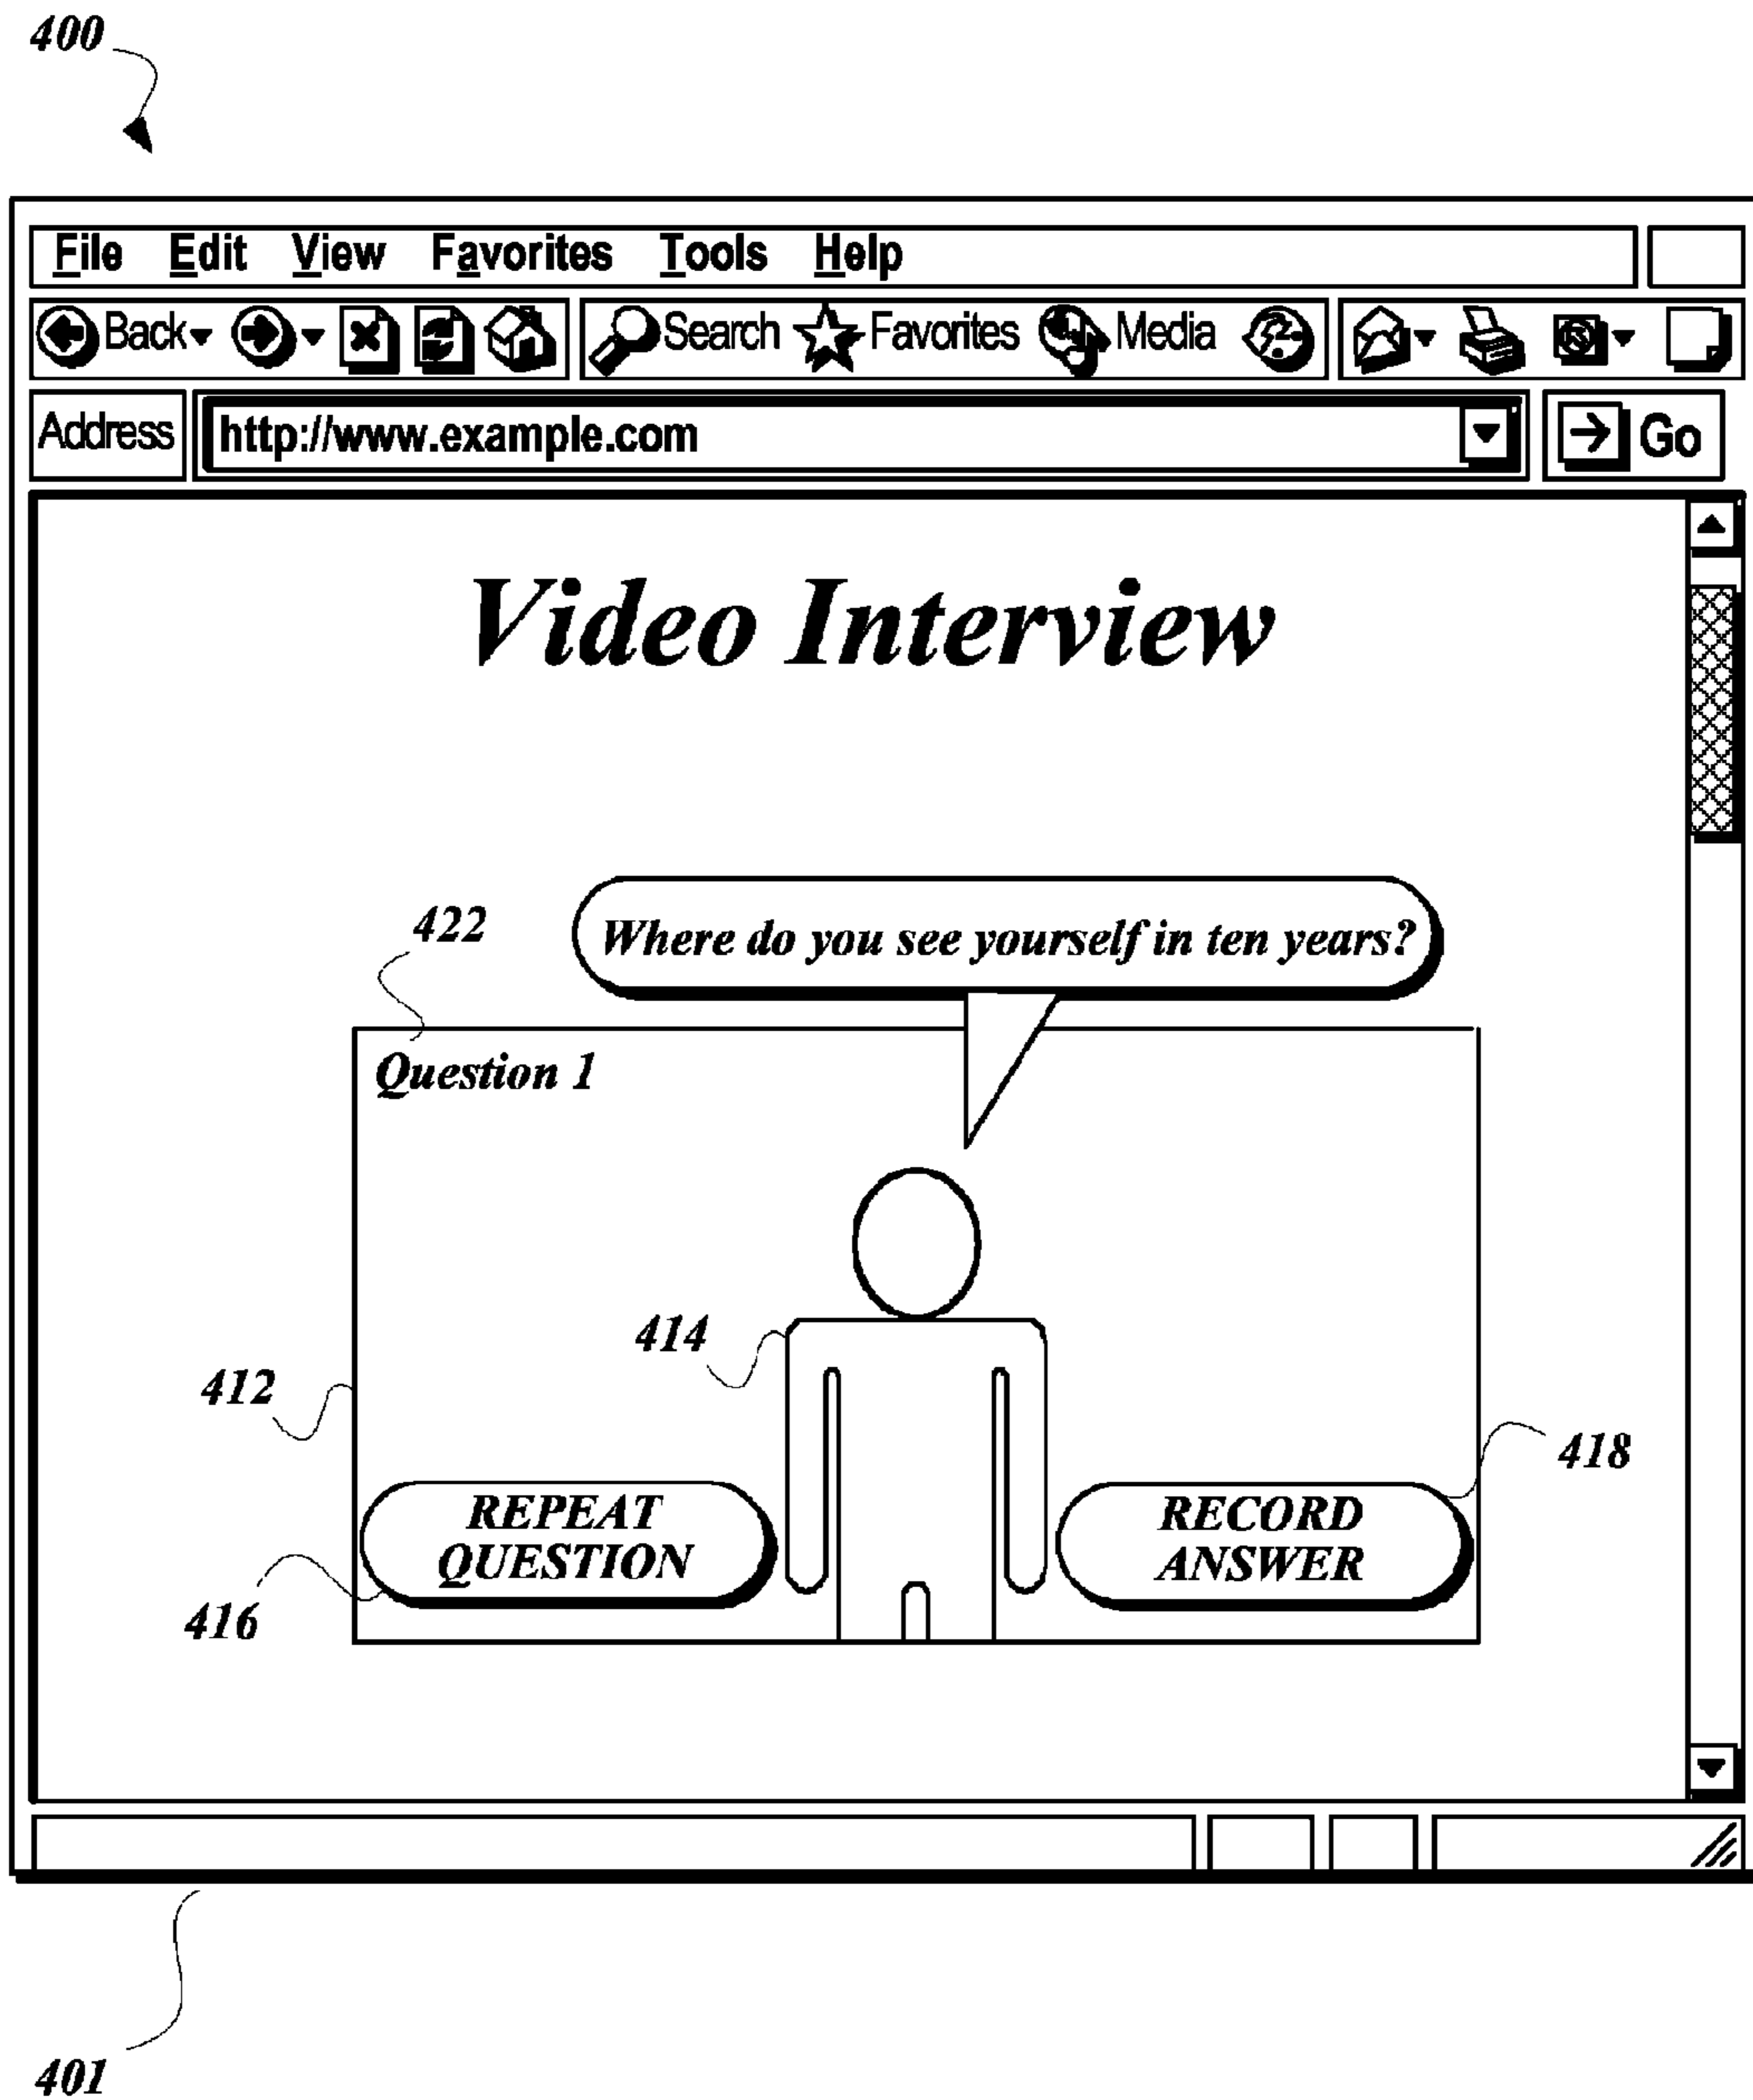 400
File Edit View Favorites Tools Help
Back Search Favorites Media
Address http://www.example.com Go
Video Interview
422
Where do you see yourself in ten years?
Question 1
414
412
418
REPEAT
QUESTION
RECORD
ANSWER
416
401